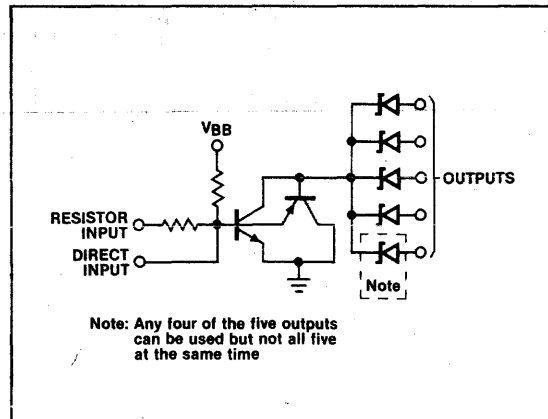 VBB
RESISTOR
INPUT
DIRECT
INPUT
OUTPUTS
Note
Note: Any four of the five outputs
can be used but not all five
at the same time